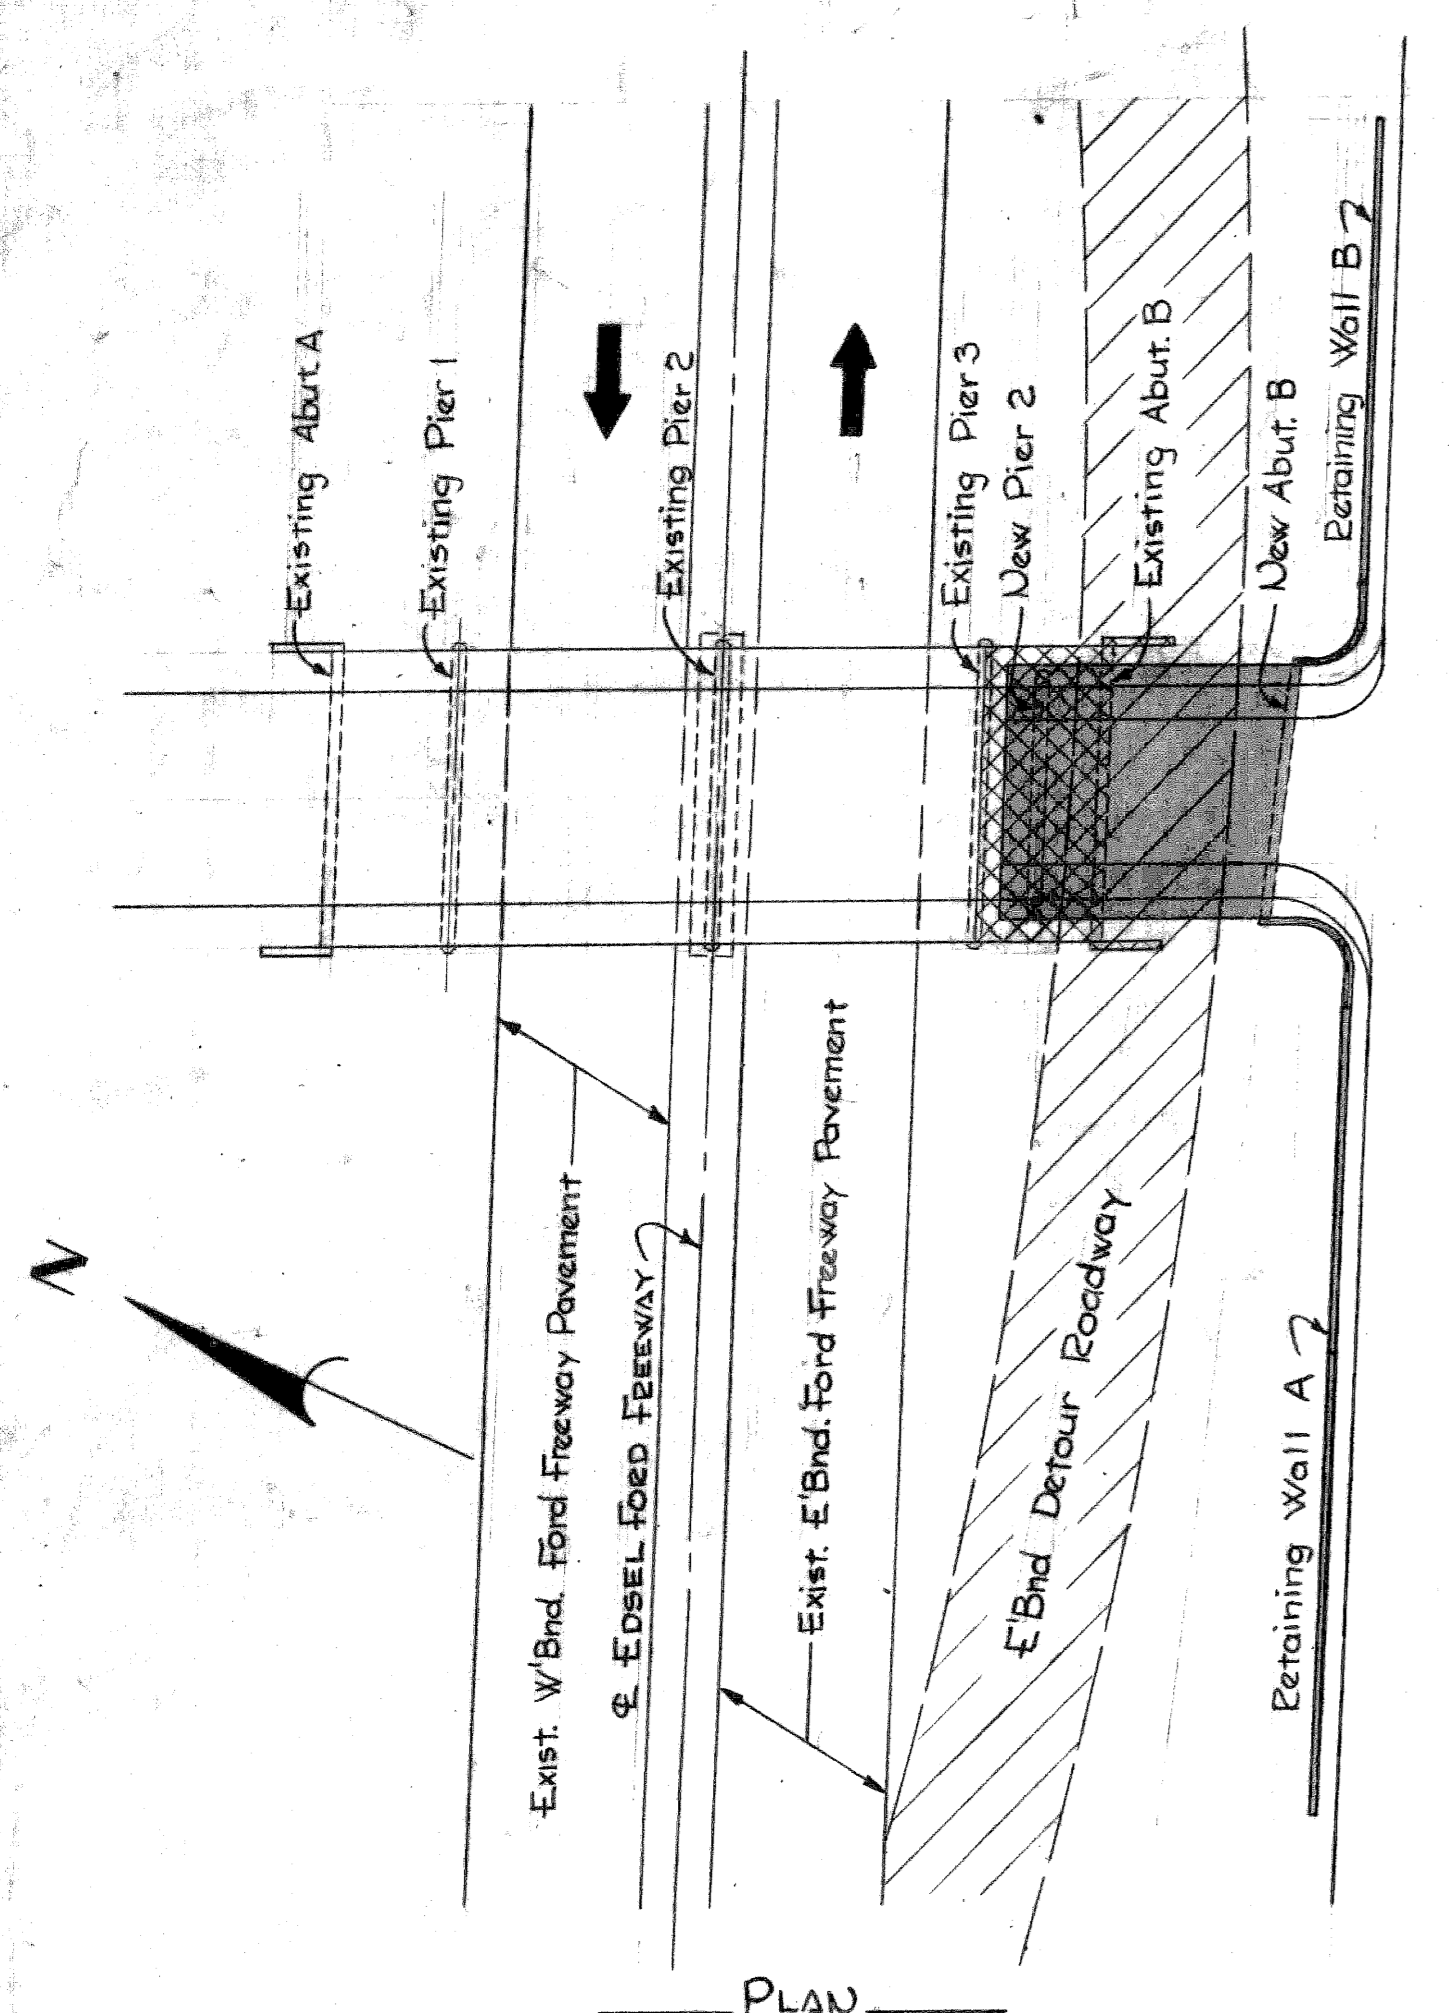 Existing Abut. A
Existing Pier 1
Existing Pier 2
Existing Pier 3
New Pier 2
Existing Abut. B
New Abut. B
Retaining Wall B
N
Exist. W'Bnd. Ford Freeway Pavement
℄ EDSEL FORD FREEWAY
Exist. E'Bnd. Ford Freeway Pavement
E'Bnd Detour Roadway
Retaining Wall A
PLAN